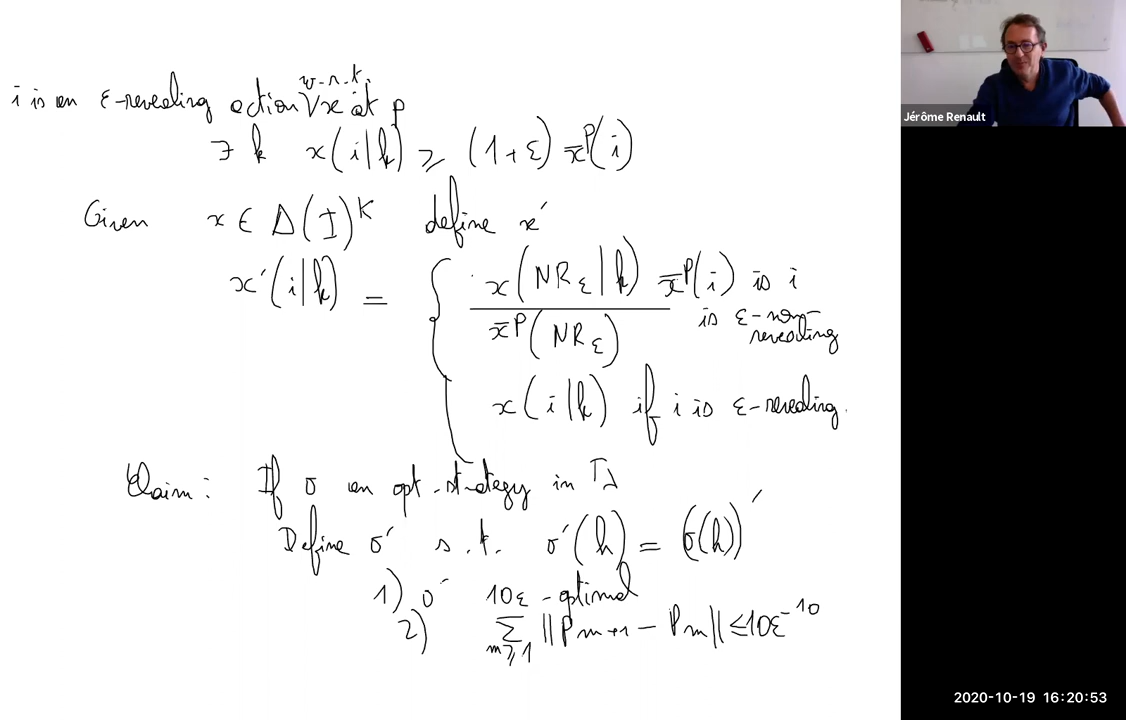 i is an ε-revealing action w.r.t. x at p
∃ k x(i|k) ⩾ (1+ε) x̄ᴾ(i)
Given x ∈ Δ(I)ᴷ define x′
x′(i|k) = { x(NR_ε|k) x̄ᴾ(i) / x̄ᴾ(NR_ε) is i is ε-non-revealing
x(i|k) if i is ε-revealing.
Claim: If σ an opt. strategy in Γλ
Define σ′ s.t. σ′(h) = (σ(h))′
1) σ′ 10ε-optimal
2) Σ_{m⩾1} ||P_{m+1} - P_m|| ≤ 10ε^{-10}
Jérôme Renault
2020-10-19 16:20:53